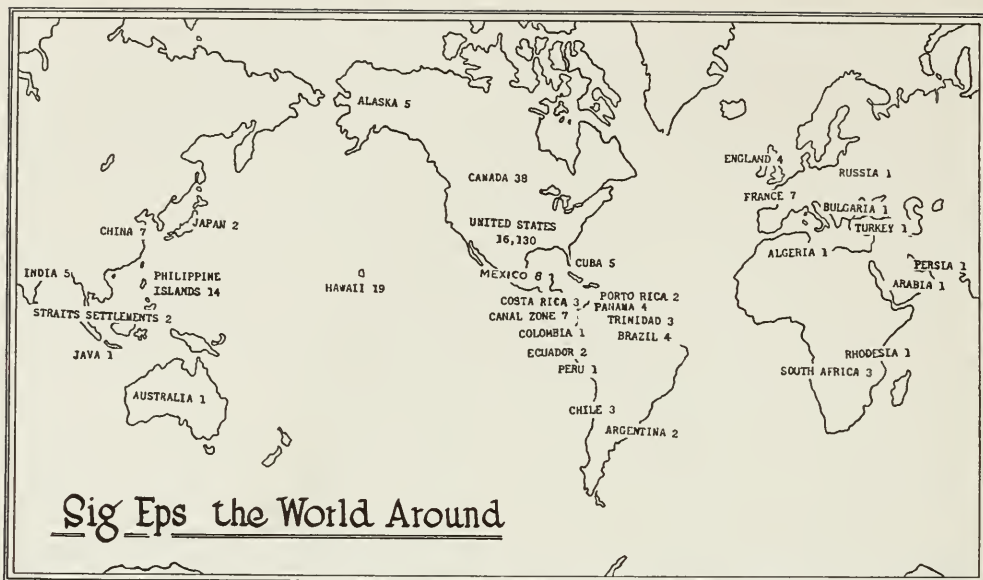 ALASKA 5
CANADA 38
UNITED STATES
16,130
MEXICO 8
CUBA 5
HAWAII 19
COSTA RICA 3
CANAL ZONE 7
PORTO RICA 2
PANAMA 4
TRINIDAD 3
COLOMBIA 1
BRAZIL 4
ECUADOR 2
PERU 1
CHILE 3
ARGENTINA 2
ENGLAND 4
RUSSIA 1
FRANCE 7
BULGARIA 1
TURKEY 1
ALGERIA 1
PERSIA 1
ARABIA 1
RHODESIA 1
SOUTH AFRICA 3
CHINA 7
JAPAN 2
INDIA 5
PHILIPPINE
ISLANDS 14
STRAITS SETTLEMENTS 2
JAVA 1
AUSTRALIA 1
Sig Eps the World Around